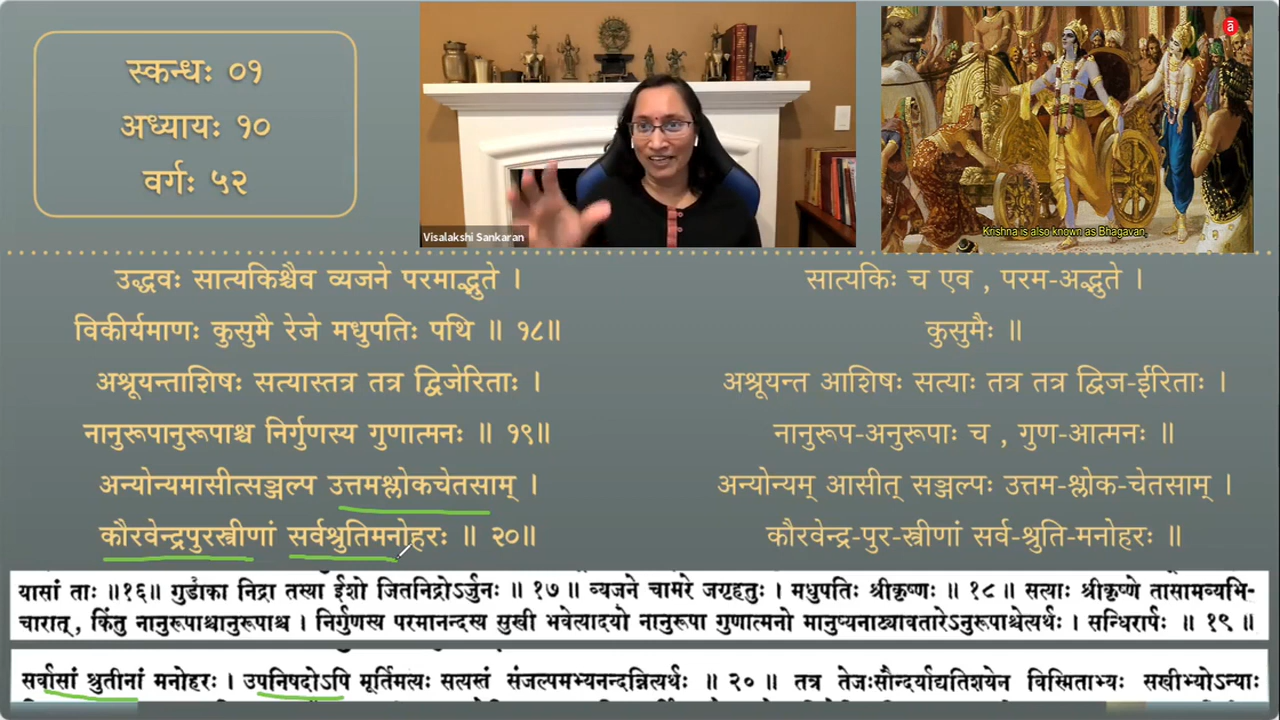 स्कन्धः ०१
अध्यायः १०
वर्गः ५२
Visalakshi Sankaran
ā
Krishna is also known as Bhagavan.
उद्धवः सात्यकिश्चैव व्यजने परमाद्भुते ।
विकीर्यमाणः कुसुमै रेजे मधुपतिः पथि ॥ १८॥
अश्रूयन्ताशिषः सत्यास्तत्र तत्र द्विजेरिताः ।
नानुरूपानुरूपाश्च निर्गुणस्य गुणात्मनः ॥ १९॥
अन्योन्यमासीत्सञ्जल्प उत्तमश्लोकचेतसाम् ।
कौरवेन्द्रपुरस्त्रीणां सर्वश्रुतिमनोहरः ॥ २०॥
सात्यकिः च एव , परम-अद्भुते ।
कुसुमैः ॥
अश्रूयन्त आशिषः सत्याः तत्र तत्र द्विज-ईरिताः ।
नानुरूप-अनुरूपाः च , गुण-आत्मनः ॥
अन्योन्यम् आसीत् सञ्जल्पः उत्तम-श्लोक-चेतसाम् ।
कौरवेन्द्र-पुर-स्त्रीणां सर्व-श्रुति-मनोहरः ॥
यासां ताः ॥१६॥ गुडाका निद्रा तस्या ईशो जितनिद्रोऽर्जुनः ॥ १७ ॥ व्यजने चामरे जगृहतुः । मधुपतिः श्रीकृष्णः ॥ १८ ॥ सत्याः श्रीकृष्णे तासामव्यभि-
चारात्, किंतु नानुरूपाश्चानुरूपाश्च । निर्गुणस्य परमानन्दस्य सुखी भवेत्यादयो नानुरूपा गुणात्मनो मानुष्यनाट्यावतारेऽनुरूपाश्चेत्यर्थः । सन्धिरार्षः ॥ १९ ॥
सर्वासां श्रुतीनां मनोहरः । उपनिषदोऽपि मूर्तिमत्यः सत्यस्तं संजल्पमभ्यनन्दन्नित्यर्थः ॥ २० ॥ तत्र तेजःसौन्दर्याद्यतिशयेन विस्मिताभ्यः सखीभ्योऽन्याः